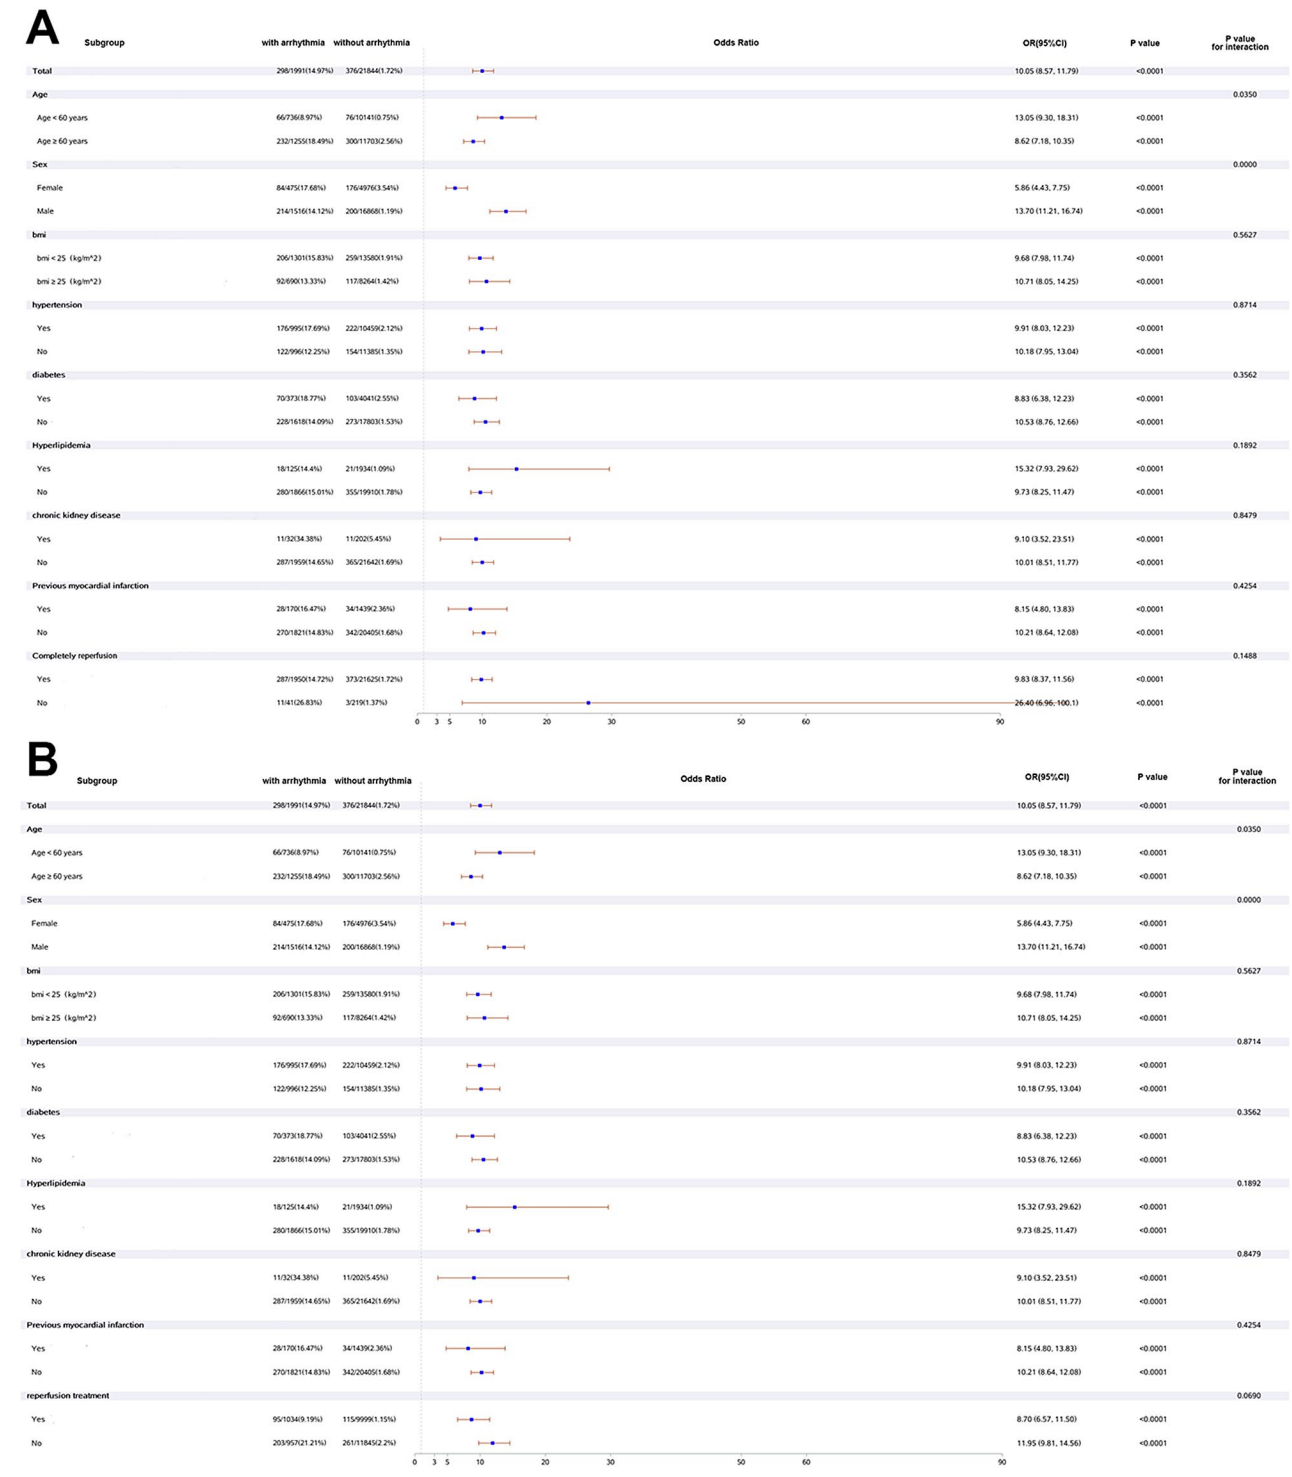 A
Subgroup with arrhythmia without arrhythmia Odds Ratio OR(95%CI) P value P value for interaction
Total 298/1991(14.97%) 376/21844(1.72%) 10.05 (8.57, 11.79) <0.0001
Age 0.0350
Age < 60 years 66/736(8.97%) 76/10141(0.75%) 13.05 (9.30, 18.31) <0.0001
Age ≥ 60 years 232/1255(18.49%) 300/11703(2.56%) 8.62 (7.18, 10.35) <0.0001
Sex 0.0000
Female 84/475(17.68%) 176/4976(3.54%) 5.86 (4.43, 7.75) <0.0001
Male 214/1516(14.12%) 200/16868(1.19%) 13.70 (11.21, 16.74) <0.0001
bmi 0.5627
bmi < 25 (kg/m^2) 206/1301(15.83%) 259/13580(1.91%) 9.68 (7.98, 11.74) <0.0001
bmi ≥ 25 (kg/m^2) 92/690(13.33%) 117/8264(1.42%) 10.71 (8.05, 14.25) <0.0001
hypertension 0.8714
Yes 176/995(17.69%) 222/10459(2.12%) 9.91 (8.03, 12.23) <0.0001
No 122/996(12.25%) 154/11385(1.35%) 10.18 (7.95, 13.04) <0.0001
diabetes 0.3562
Yes 70/373(18.77%) 103/4041(2.55%) 8.83 (6.38, 12.23) <0.0001
No 228/1618(14.09%) 273/17803(1.53%) 10.53 (8.76, 12.66) <0.0001
Hyperlipidemia 0.1892
Yes 18/125(14.4%) 21/1934(1.09%) 15.32 (7.93, 29.62) <0.0001
No 280/1866(15.01%) 355/19910(1.78%) 9.73 (8.25, 11.47) <0.0001
chronic kidney disease 0.8479
Yes 11/32(34.38%) 11/202(5.45%) 9.10 (3.52, 23.51) <0.0001
No 287/1959(14.65%) 365/21642(1.69%) 10.01 (8.51, 11.77) <0.0001
Previous myocardial infarction 0.4254
Yes 28/170(16.47%) 34/1439(2.36%) 8.15 (4.80, 13.83) <0.0001
No 270/1821(14.83%) 342/20405(1.68%) 10.21 (8.64, 12.08) <0.0001
Completely reperfusion 0.1488
Yes 287/1950(14.72%) 373/21625(1.72%) 9.83 (8.37, 11.56) <0.0001
No 11/41(26.83%) 3/219(1.37%) 26.40 (6.96, 100.1) <0.0001
0 3 5 10 20 30 50 60 90
B
Subgroup with arrhythmia without arrhythmia Odds Ratio OR(95%CI) P value P value for interaction
Total 298/1991(14.97%) 376/21844(1.72%) 10.05 (8.57, 11.79) <0.0001
Age 0.0350
Age < 60 years 66/736(8.97%) 76/10141(0.75%) 13.05 (9.30, 18.31) <0.0001
Age ≥ 60 years 232/1255(18.49%) 300/11703(2.56%) 8.62 (7.18, 10.35) <0.0001
Sex 0.0000
Female 84/475(17.68%) 176/4976(3.54%) 5.86 (4.43, 7.75) <0.0001
Male 214/1516(14.12%) 200/16868(1.19%) 13.70 (11.21, 16.74) <0.0001
bmi 0.5627
bmi < 25 (kg/m^2) 206/1301(15.83%) 259/13580(1.91%) 9.68 (7.98, 11.74) <0.0001
bmi ≥ 25 (kg/m^2) 92/690(13.33%) 117/8264(1.42%) 10.71 (8.05, 14.25) <0.0001
hypertension 0.8714
Yes 176/995(17.69%) 222/10459(2.12%) 9.91 (8.03, 12.23) <0.0001
No 122/996(12.25%) 154/11385(1.35%) 10.18 (7.95, 13.04) <0.0001
diabetes 0.3562
Yes 70/373(18.77%) 103/4041(2.55%) 8.83 (6.38, 12.23) <0.0001
No 228/1618(14.09%) 273/17803(1.53%) 10.53 (8.76, 12.66) <0.0001
Hyperlipidemia 0.1892
Yes 18/125(14.4%) 21/1934(1.09%) 15.32 (7.93, 29.62) <0.0001
No 280/1866(15.01%) 355/19910(1.78%) 9.73 (8.25, 11.47) <0.0001
chronic kidney disease 0.8479
Yes 11/32(34.38%) 11/202(5.45%) 9.10 (3.52, 23.51) <0.0001
No 287/1959(14.65%) 365/21642(1.69%) 10.01 (8.51, 11.77) <0.0001
Previous myocardial infarction 0.4254
Yes 28/170(16.47%) 34/1439(2.36%) 8.15 (4.80, 13.83) <0.0001
No 270/1821(14.83%) 342/20405(1.68%) 10.21 (8.64, 12.08) <0.0001
reperfusion treatment 0.0690
Yes 95/1034(9.19%) 115/9999(1.15%) 8.70 (6.57, 11.50) <0.0001
No 203/957(21.21%) 261/11845(2.2%) 11.95 (9.81, 14.56) <0.0001
0 3 5 10 20 30 50 60 90